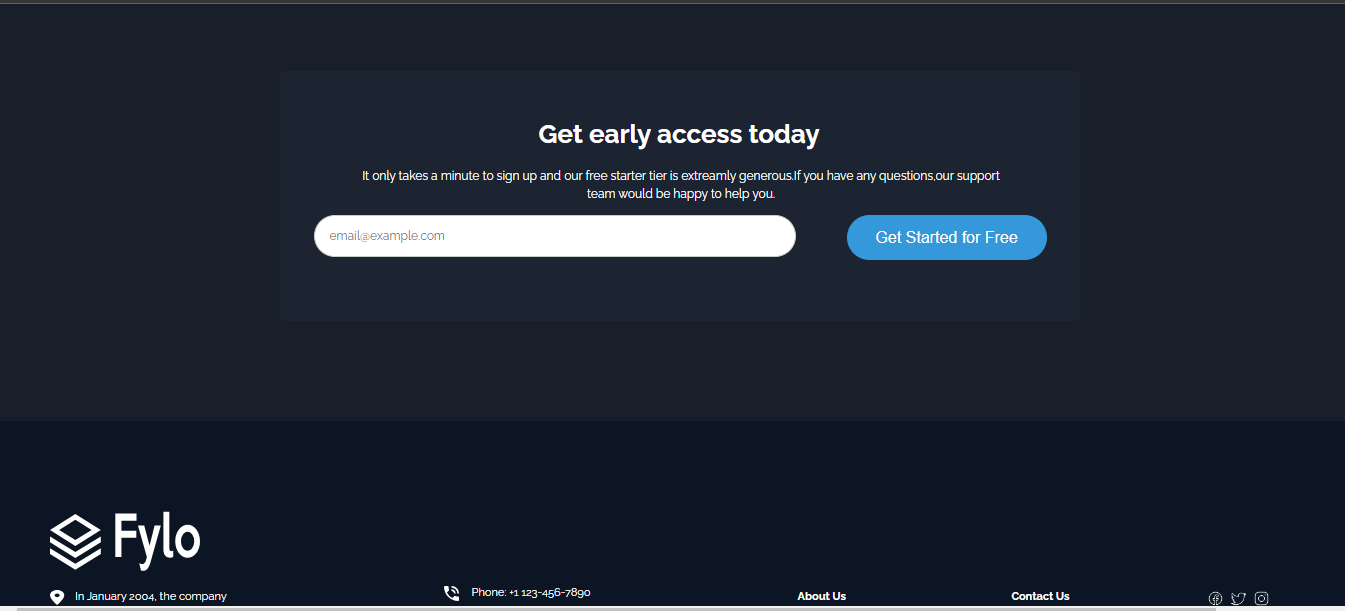 Get early access today
It only takes a minute to sign up and our free starter tier is extreamly generous.If you have any questions,our support
team would be happy to help you.
email@example.com
Get Started for Free
Fylo
In January 2004, the company
Phone: +1 123-456-7890
About Us
Contact Us